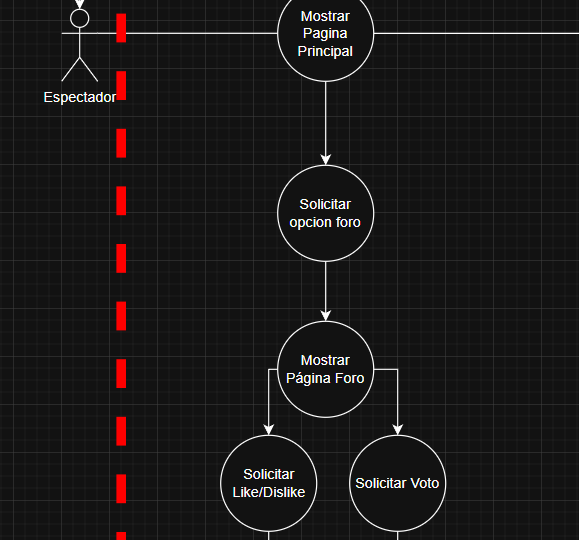 Mostrar
Pagina
Principal
Espectador
Solicitar
opcion foro
Mostrar
Página Foro
Solicitar
Like/Dislike
Solicitar Voto